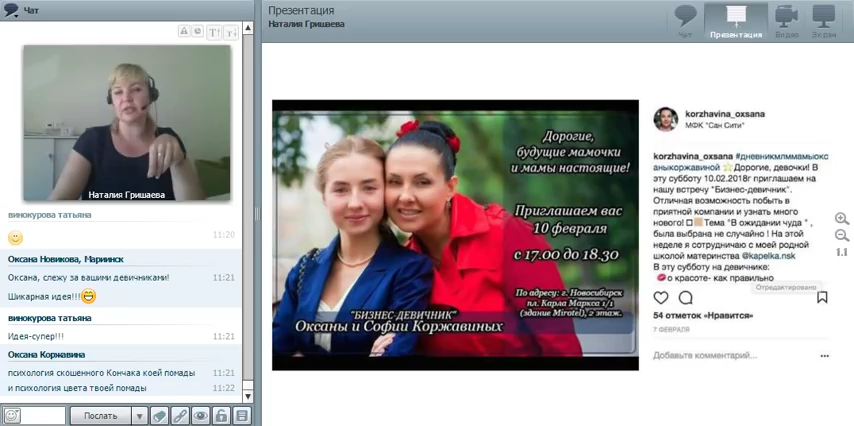 Чат
Наталия Гришаева
винокурова татьяна
11:20
Оксана Новикова, Мариинск
Оксана, слежу за вашими девичниками! 11:21
Шикарная идея!!!
винокурова татьяна
Идея-супер!!! 11:21
Оксана Коржавина
психология скошенного Кончака коей помады 11:21
и психология цвета твоей помады 11:22
Послать
Презентация
Наталия Гришаева
Чат
Презентация
Видео
Экран
Дорогие,
будущие мамочки
и мамы настоящие!
Приглашаем вас
10 февраля
с 17.00 до 18.30
По адресу: г. Новосибирск
пл. Карла Маркса 1/1
(здание Mirotel), 2 этаж.
"БИЗНЕС-ДЕВИЧНИК"
Оксаны и Софии Коржавиных
korzhavina_oxsana
МФК "Сан Сити"
korzhavina_oxsana #дневникмлммамыокс
аныкоржавиной Дорогие, девочки! В
эту субботу 10.02.2018г приглашаем на
нашу встречу "Бизнес-девичник".
Отличная возможность побыть в
приятной компании и узнать много
нового! Тема "В ожидании чуда ",
была выбрана не случайно ! На этой
неделе я сотрудничаю с моей родной
школой материнства @kapelka.nsk
В эту субботу на девичнике:
о красоте- как правильно
Отредактировано
54 отметок «Нравится»
7 ФЕВРАЛЯ
Добавьте комментарий...
1:1